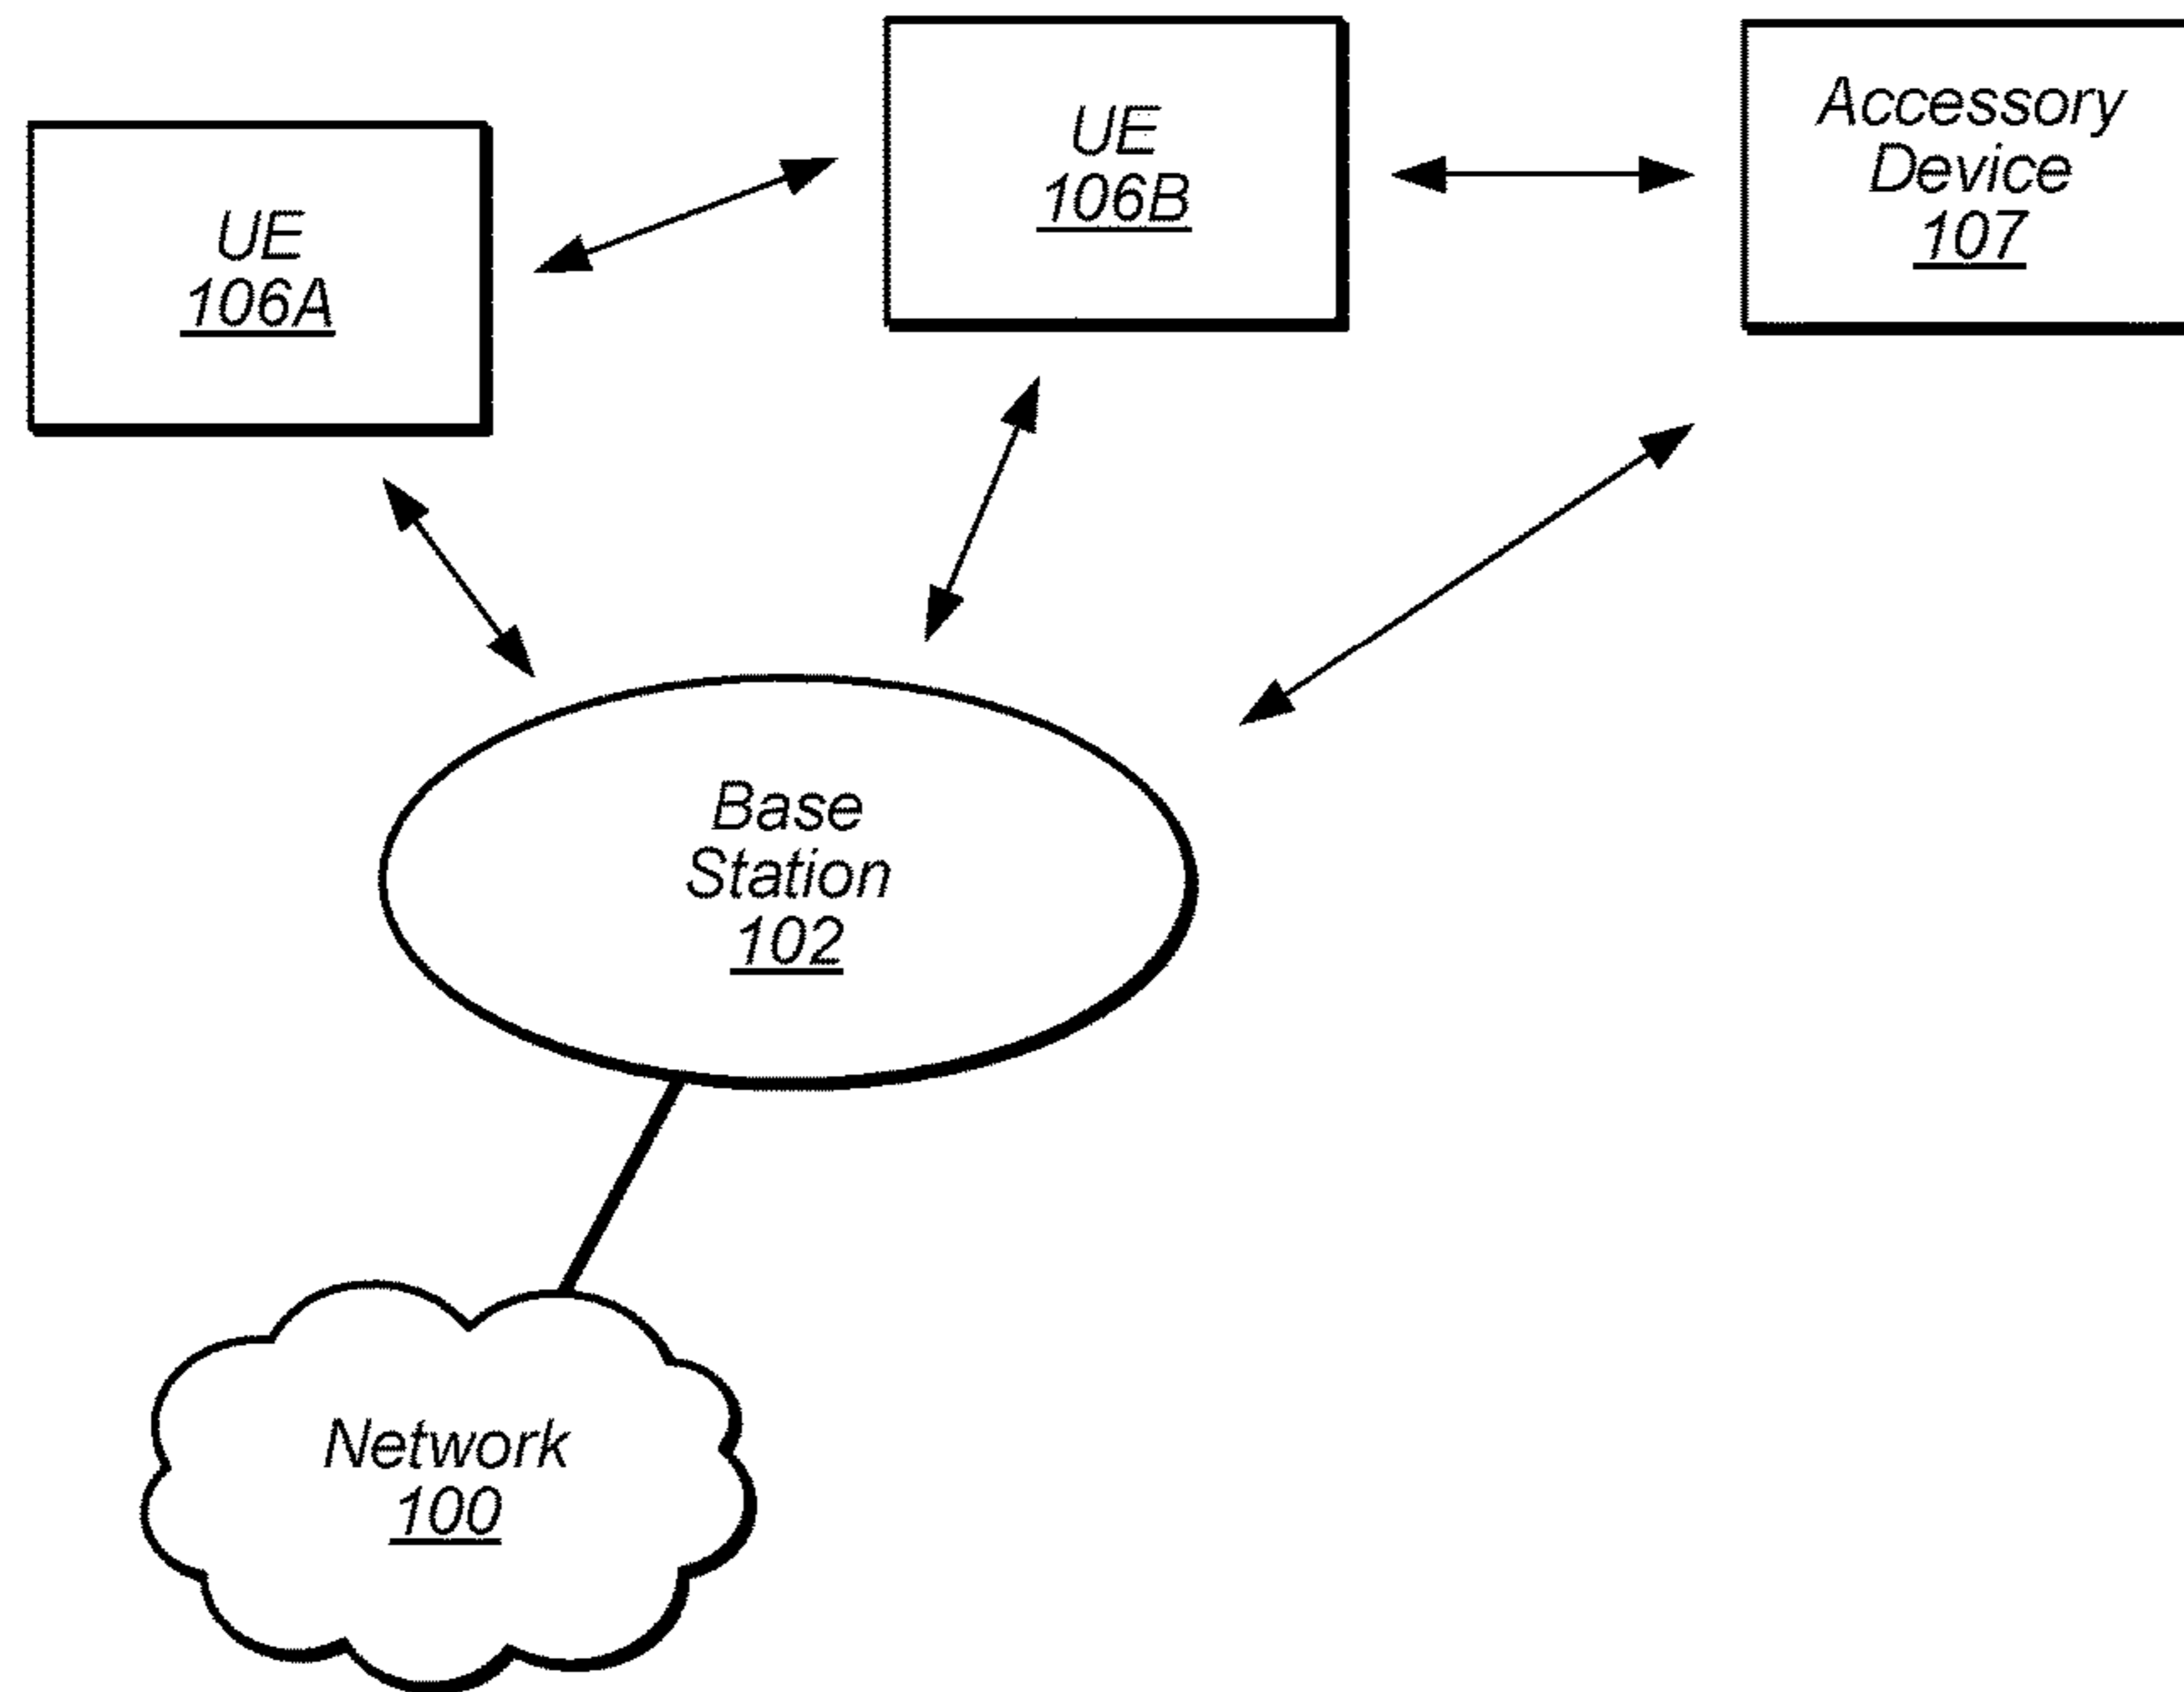 UE
106A
UE
106B
Accessory
Device
107
Base
Station
102
Network
100